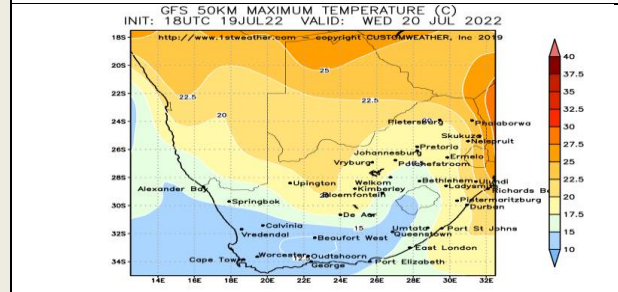 GFS 50KM MAXIMUM TEMPERATURE (C)
INIT: 18UTC 19JUL22 VALID: WED 20 JUL 2022
http://www.1stweather.com – copyright CUSTOMWEATHER, Inc 2019
18S
20S
22S
24S
26S
28S
30S
32S
34S
14E 16E 18E 20E 22E 24E 26E 28E 30E 32E
25
22.5
22.5
20
Pietersburg
Phalaborwa
Skukuza
Nelspruit
Pretoria
Johannesburg
Ermelo
Vryburg
Potchefstroom
Alexander Bay
Upington
Welkom
Kimberley
Bethlehem
Ulundi
Ladysmith
Richards B
Bloemfontein
Springbok
Pietermaritzburg
Durban
De Aar
15
Calvinia
Vredendal
Beaufort West
Umtata
Port St Johns
Queenstown
East London
Worcester
Oudtshoorn
Cape Town
12.5
George
Port Elizabeth
40
37.5
35
32.5
30
27.5
25
22.5
20
17.5
15
10